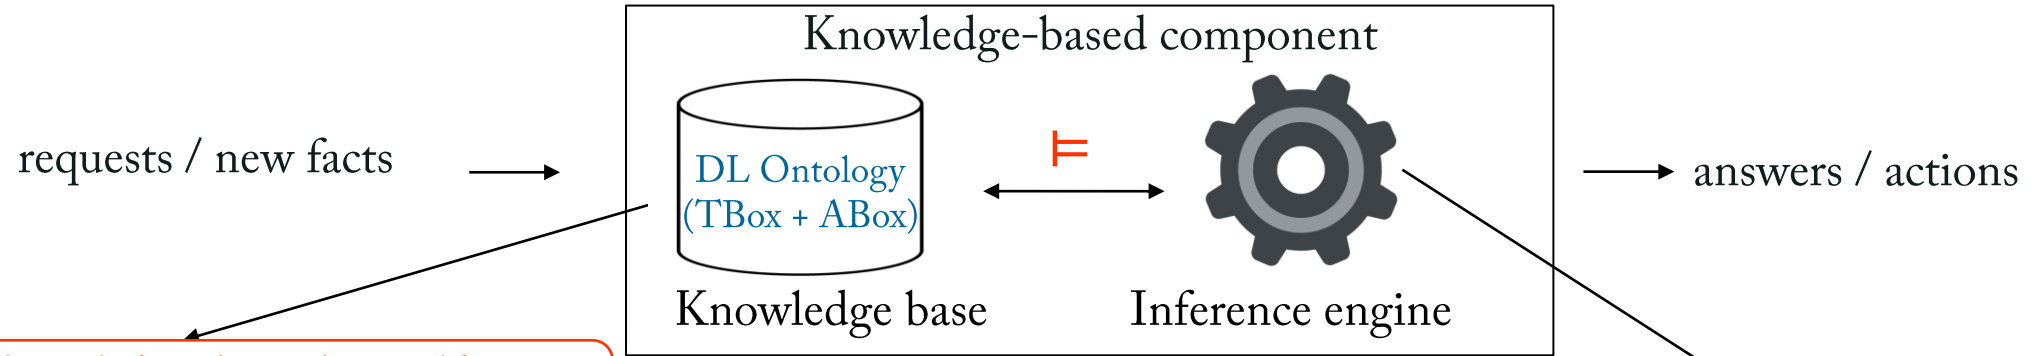 Knowledge-based component
requests / new facts
DL Ontology
(TBox + ABox)
⊨
answers / actions
Knowledge base
Inference engine